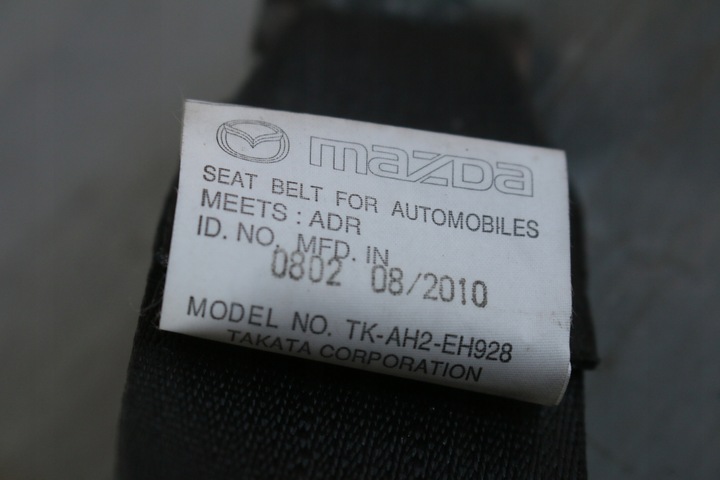 mazda
SEAT BELT FOR AUTOMOBILES
MEETS : ADR
ID. NO. MFD. IN
0802 08/2010
MODEL NO. TK-AH2-EH928
TAKATA CORPORATION